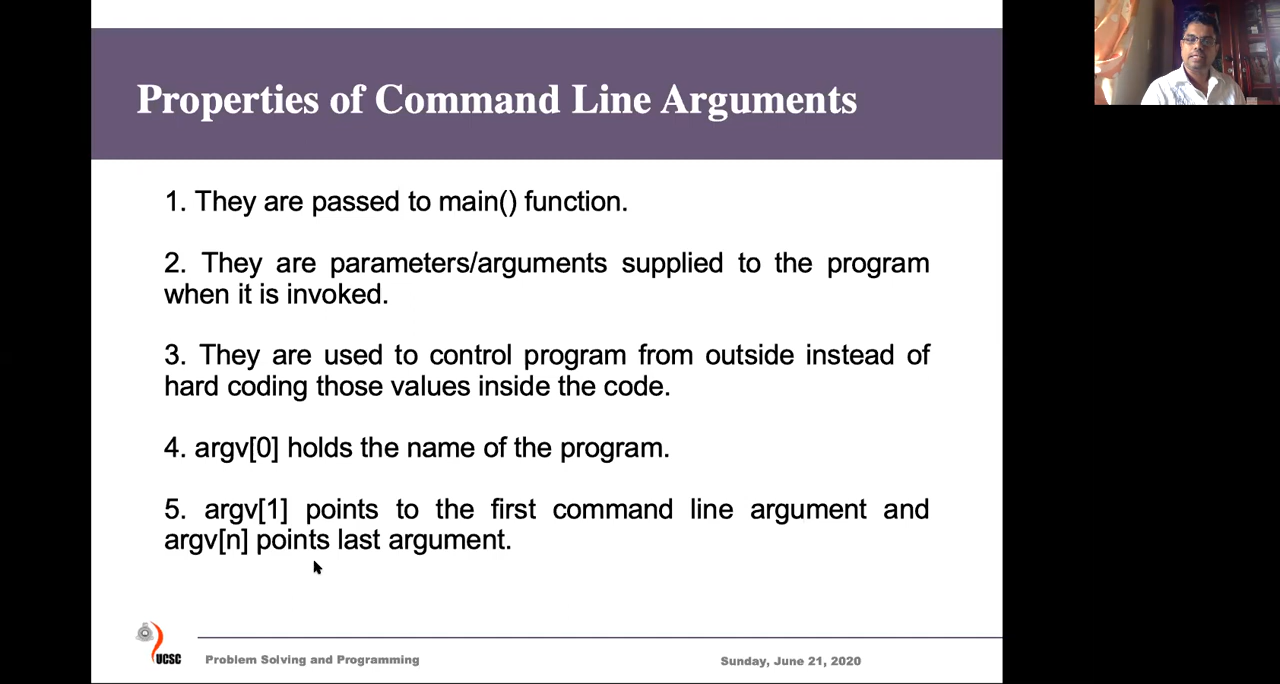 Properties of Command Line Arguments
1. They are passed to main() function.
2. They are parameters/arguments supplied to the program
when it is invoked.
3. They are used to control program from outside instead of
hard coding those values inside the code.
4. argv[0] holds the name of the program.
5. argv[1] points to the first command line argument and
argv[n] points last argument.
UCSC
Problem Solving and Programming
Sunday, June 21, 2020